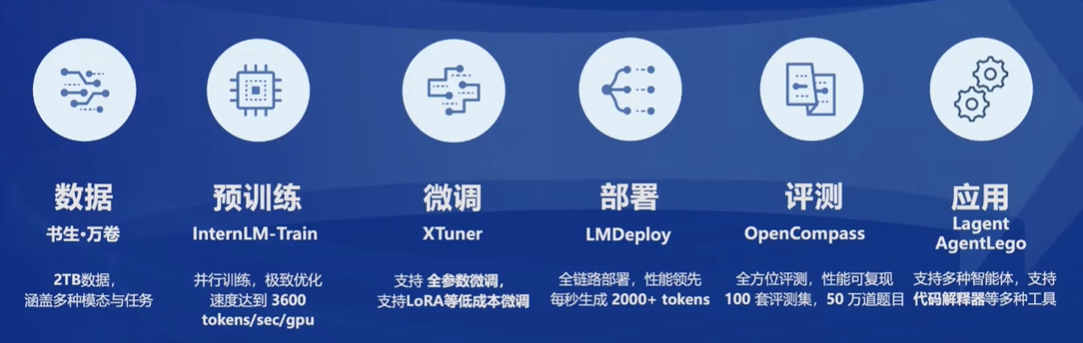 数据
书生·万卷
2TB数据，
涵盖多种模态与任务
预训练
InternLM-Train
并行训练，极致优化
速度达到 3600
tokens/sec/gpu
微调
XTuner
支持 全参数微调，
支持LoRA等低成本微调
部署
LMDeploy
全链路部署，性能领先
每秒生成 2000+ tokens
评测
OpenCompass
全方位评测，性能可复现
100 套评测集，50 万道题目
应用
Lagent
AgentLego
支持多种智能体，支持
代码解释器等多种工具